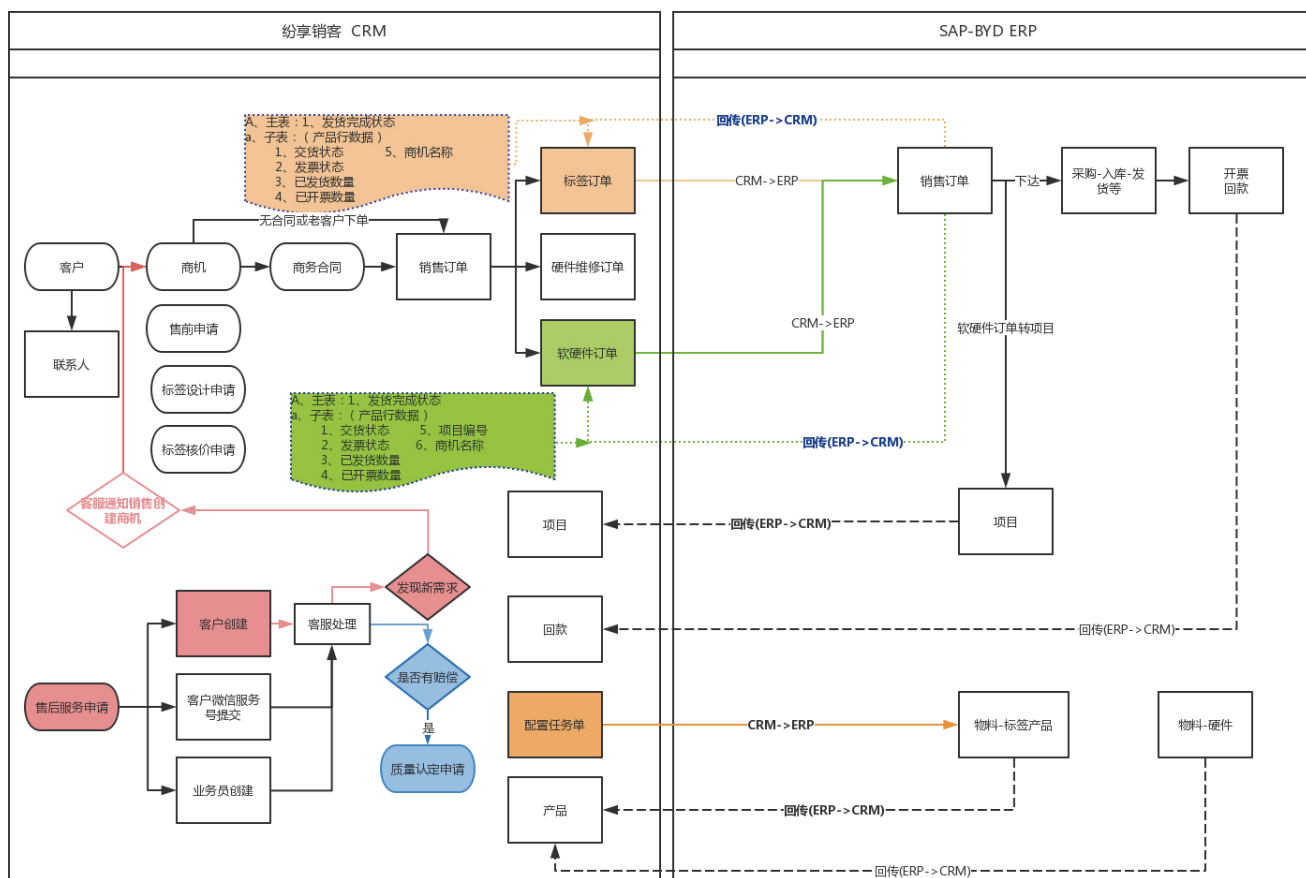 纷享销客  CRM
SAP-BYD ERP
A、主表：1、发货完成状态
a、子表：（ 产品行数据 ）
1、交货状态          5、商机名称
2、发票状态
3、已发货数量
4、已开票数量
回传(ERP->CRM)
标签订单
CRM->ERP
销售订单
下达
采购-入库-发
货等
开票
回款
无合同或老客户下单
客户
商机
商务合同
销售订单
硬件维修订单
售前申请
CRM->ERP
软硬件订单转项目
联系人
软硬件订单
标签设计申请
A、主表：1、发货完成状态
a、子表：（ 产品行数据 ）
1、交货状态        5、项目编号
2、发票状态       6、商机名称
3、已发货数量
4、已开票数量
标签核价申请
回传(ERP->CRM)
客服通知销售创
建商机
项目
回传(ERP->CRM)
项目
发现新需求
客户创建
客服处理
回款
回传(ERP->CRM)
是否有赔偿
售后服务申请
客户微信服务
号提交
是
配置任务单
CRM->ERP
物料-标签产品
物料-硬件
质量认定申请
业务员创建
产品
回传(ERP->CRM)
回传(ERP->CRM)